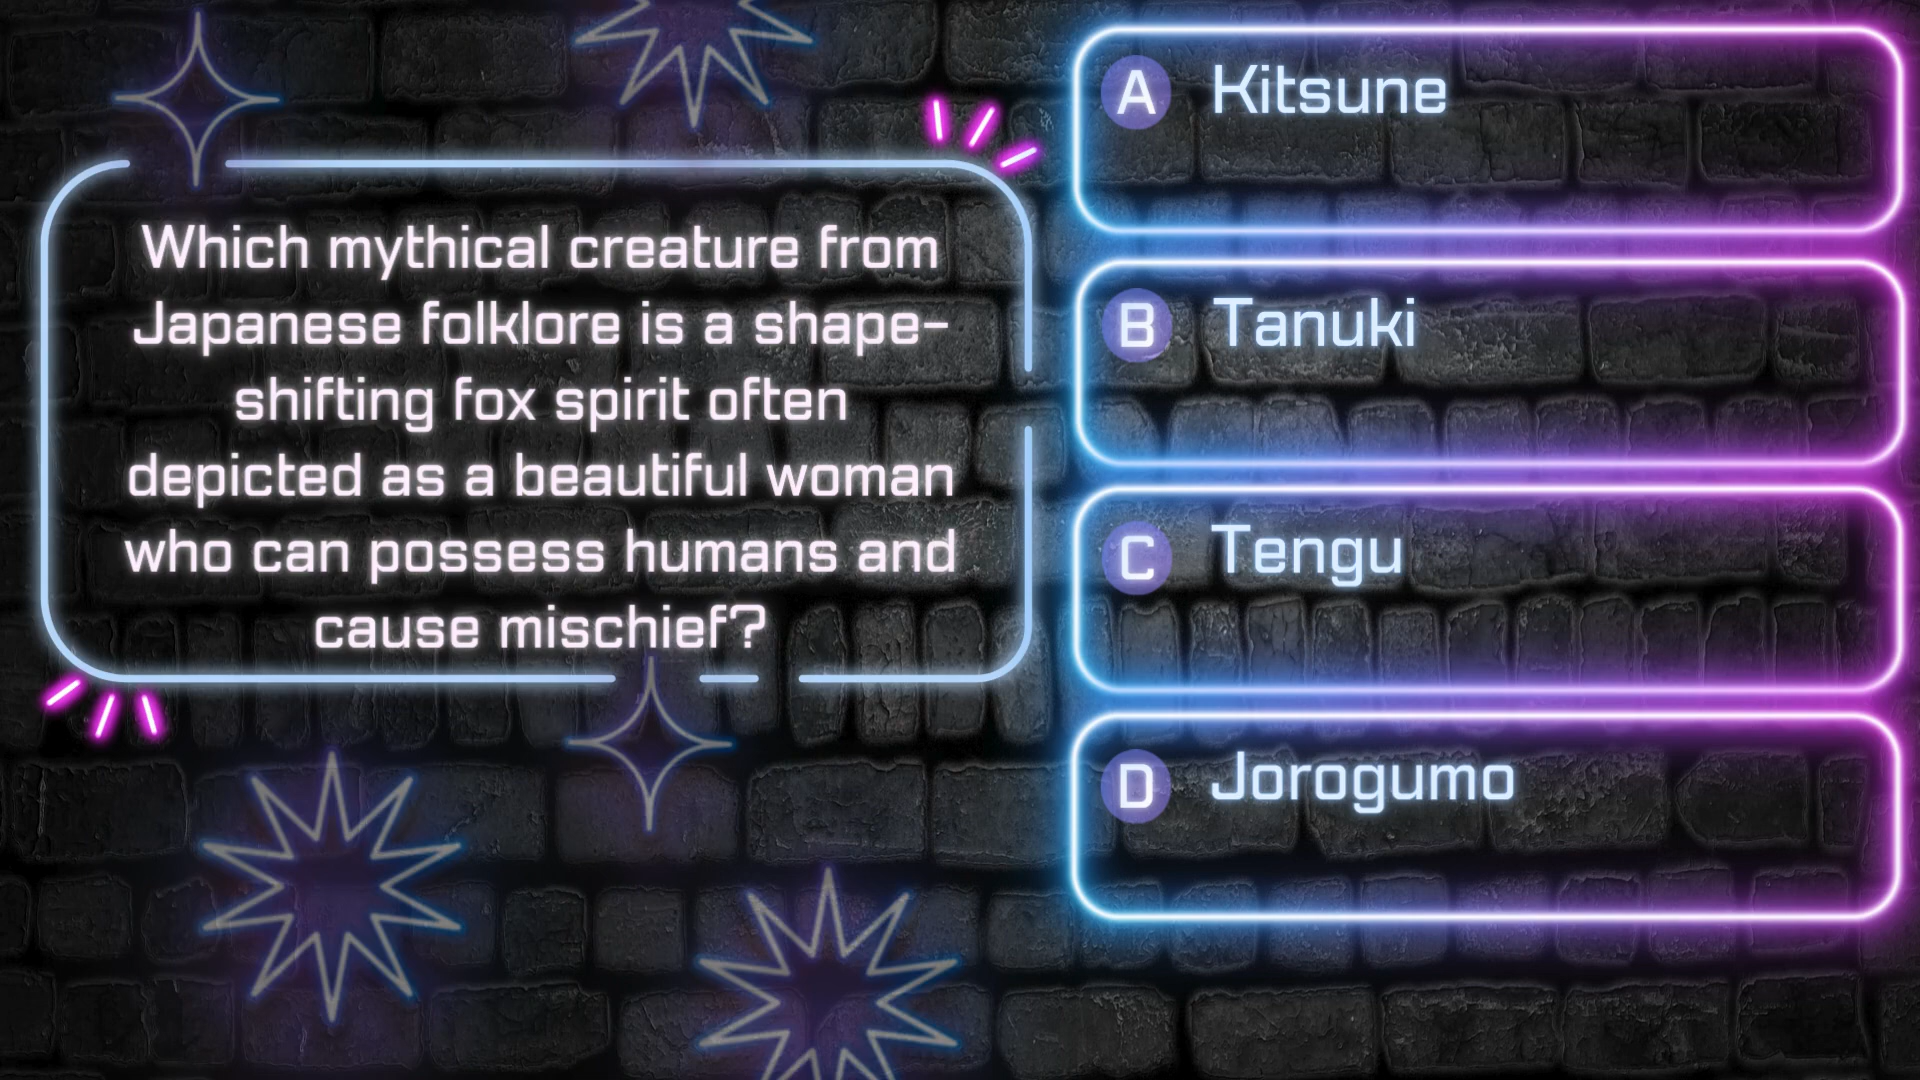 Which mythical creature from
Japanese folklore is a shape-
shifting fox spirit often
depicted as a beautiful woman
who can possess humans and
cause mischief?
A Kitsune
B Tanuki
C Tengu
D Jorogumo